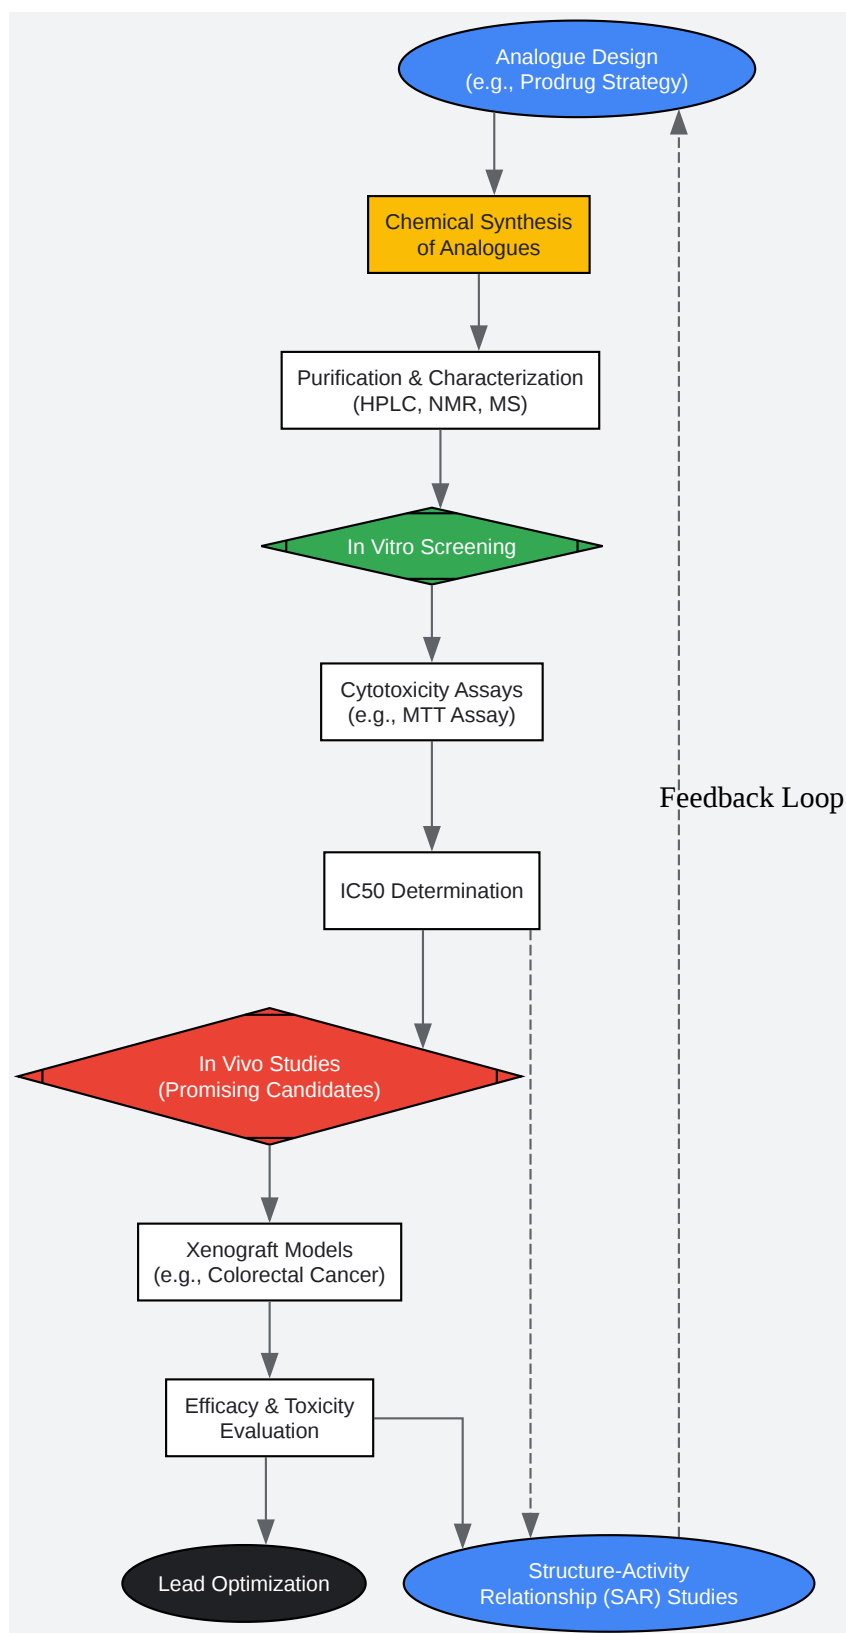 Analogue Design
(e.g., Prodrug Strategy)
Chemical Synthesis
of Analogues
Purification & Characterization
(HPLC, NMR, MS)
In Vitro Screening
Cytotoxicity Assays
(e.g., MTT Assay)
Feedback Loop
IC50 Determination
In Vivo Studies
(Promising Candidates)
Xenograft Models
(e.g., Colorectal Cancer)
Efficacy & Toxicity
Evaluation
Lead Optimization
Structure-Activity
Relationship (SAR) Studies